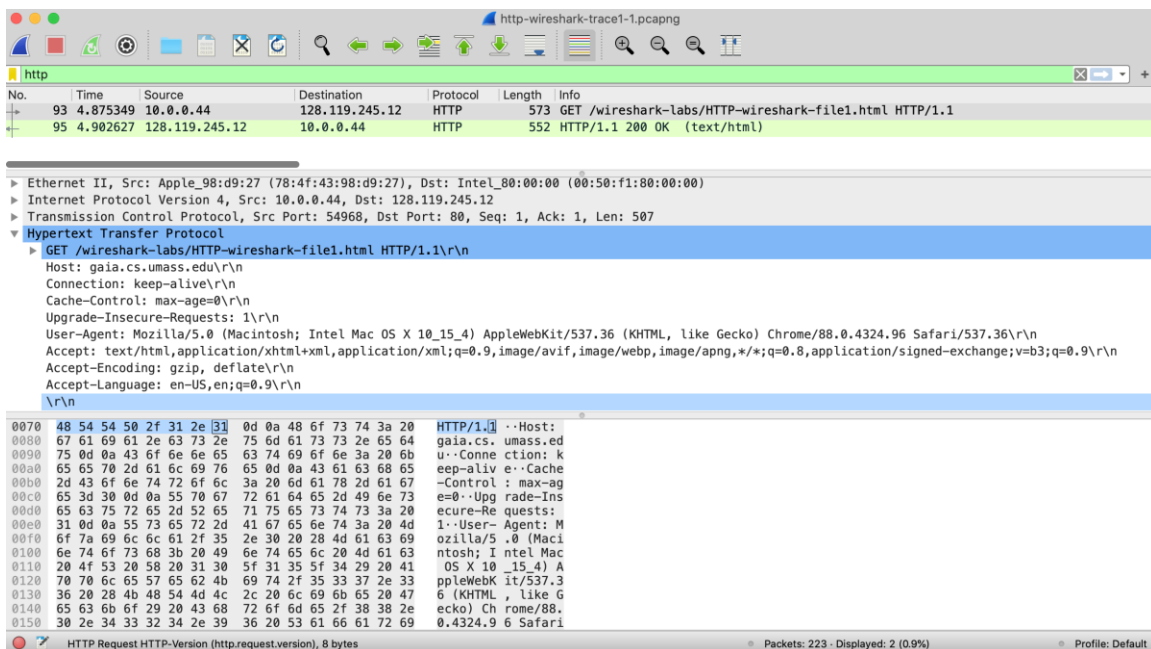 http-wireshark-trace1-1.pcapng
http
+
No. Time Source Destination Protocol Length Info
93 4.875349 10.0.0.44 128.119.245.12 HTTP 573 GET /wireshark-labs/HTTP-wireshark-file1.html HTTP/1.1
95 4.902627 128.119.245.12 10.0.0.44 HTTP 552 HTTP/1.1 200 OK (text/html)
Ethernet II, Src: Apple_98:d9:27 (78:4f:43:98:d9:27), Dst: Intel_80:00:00 (00:50:f1:80:00:00)
Internet Protocol Version 4, Src: 10.0.0.44, Dst: 128.119.245.12
Transmission Control Protocol, Src Port: 54968, Dst Port: 80, Seq: 1, Ack: 1, Len: 507
Hypertext Transfer Protocol
GET /wireshark-labs/HTTP-wireshark-file1.html HTTP/1.1\r\n
Host: gaia.cs.umass.edu\r\n
Connection: keep-alive\r\n
Cache-Control: max-age=0\r\n
Upgrade-Insecure-Requests: 1\r\n
User-Agent: Mozilla/5.0 (Macintosh; Intel Mac OS X 10_15_4) AppleWebKit/537.36 (KHTML, like Gecko) Chrome/88.0.4324.96 Safari/537.36\r\n
Accept: text/html,application/xhtml+xml,application/xml;q=0.9,image/avif,image/webp,image/apng,*/*;q=0.8,application/signed-exchange;v=b3;q=0.9\r\n
Accept-Encoding: gzip, deflate\r\n
Accept-Language: en-US,en;q=0.9\r\n
\r\n
0070 48 54 54 50 2f 31 2e 31 0d 0a 48 6f 73 74 3a 20 HTTP/1.1 ··Host:
0080 67 61 69 61 2e 63 73 2e 75 6d 61 73 73 2e 65 64 gaia.cs. umass.ed
0090 75 0d 0a 43 6f 6e 6e 65 63 74 69 6f 6e 3a 20 6b u··Conne ction: k
00a0 65 65 70 2d 61 6c 69 76 65 0d 0a 43 61 63 68 65 eep-aliv e··Cache
00b0 2d 43 6f 6e 74 72 6f 6c 3a 20 6d 61 78 2d 61 67 -Control : max-ag
00c0 65 3d 30 0d 0a 55 70 67 72 61 64 65 2d 49 6e 73 e=0··Upg rade-Ins
00d0 65 63 75 72 65 2d 52 65 71 75 65 73 74 73 3a 20 ecure-Re quests:
00e0 31 0d 0a 55 73 65 72 2d 41 67 65 6e 74 3a 20 4d 1··User- Agent: M
00f0 6f 7a 69 6c 6c 61 2f 35 2e 30 20 28 4d 61 63 69 ozilla/5 .0 (Maci
0100 6e 74 6f 73 68 3b 20 49 6e 74 65 6c 20 4d 61 63 ntosh; I ntel Mac
0110 20 4f 53 20 58 20 31 30 5f 31 35 5f 34 29 20 41 OS X 10 _15_4) A
0120 70 70 6c 65 57 65 62 4b 69 74 2f 35 33 37 2e 33 ppleWebK it/537.3
0130 36 20 28 4b 48 54 4d 4c 2c 20 6c 69 6b 65 20 47 6 (KHTML , like G
0140 65 63 6b 6f 29 20 43 68 72 6f 6d 65 2f 38 38 2e ecko) Ch rome/88.
0150 30 2e 34 33 32 34 2e 39 36 20 53 61 66 61 72 69 0.4324.9 6 Safari
HTTP Request HTTP-Version (http.request.version), 8 bytes Packets: 223 · Displayed: 2 (0.9%) Profile: Default